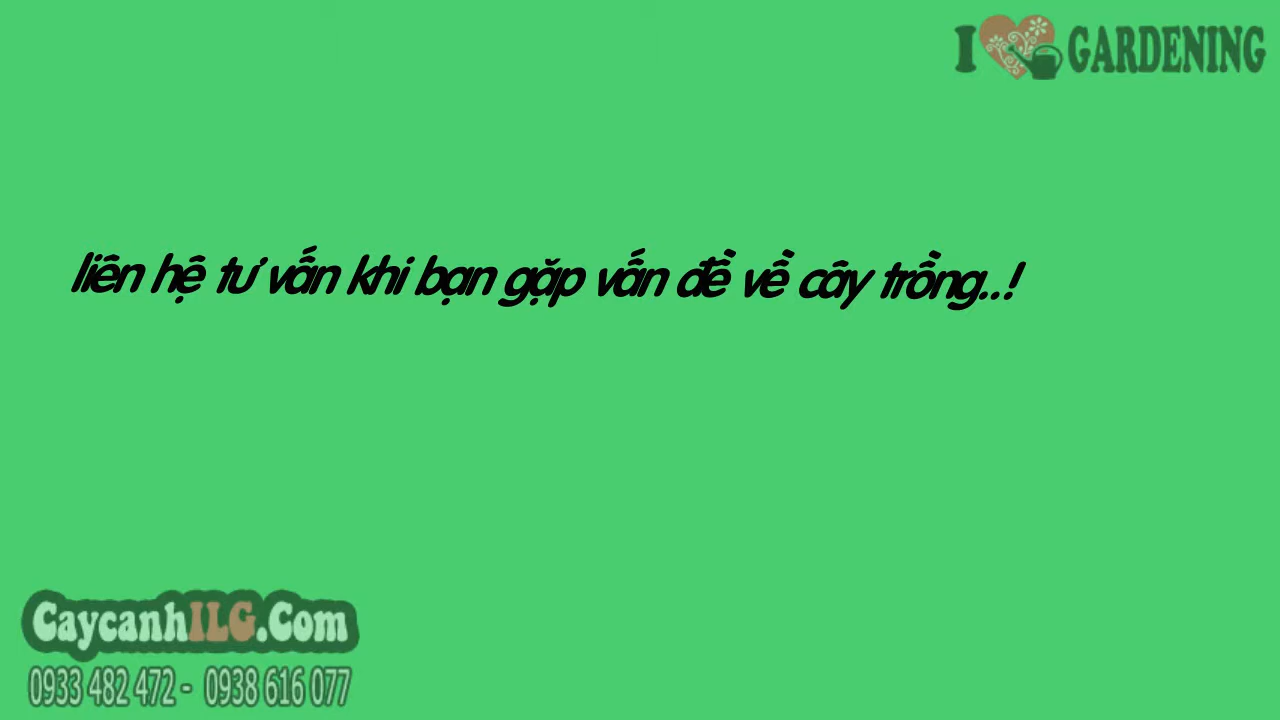 I GARDENING
liên hệ tư vấn khi bạn gặp vấn đề về cây trồng..!
CaycanhILG.Com
0933 482 472 - 0938 616 077